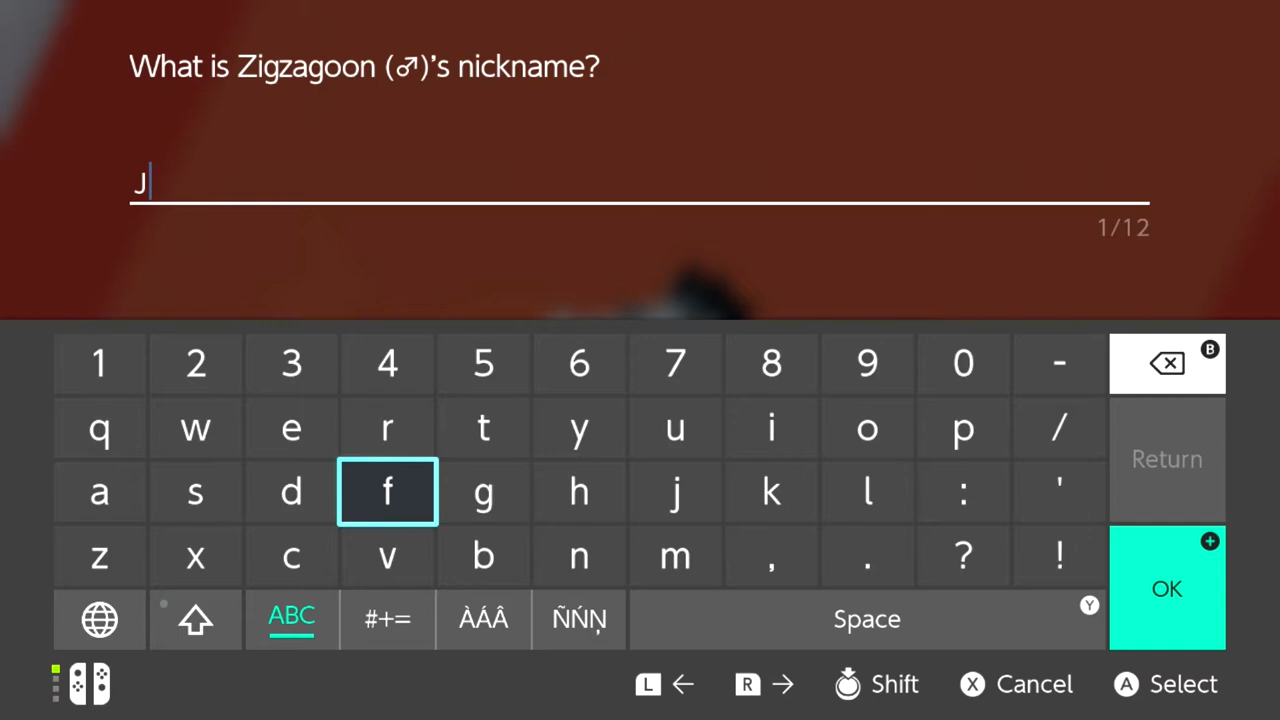 What is Zigzagoon (♂)'s nickname?
J
1/12
1 2 3 4 5 6 7 8 9 0 - B
q w e r t y u i o p / Return
a s d f g h j k l : '
z x c v b n m , . ? ! + OK
ABC #+= ÀÁÂ ÑŃŅ Space Y
L ← R → Shift X Cancel A Select